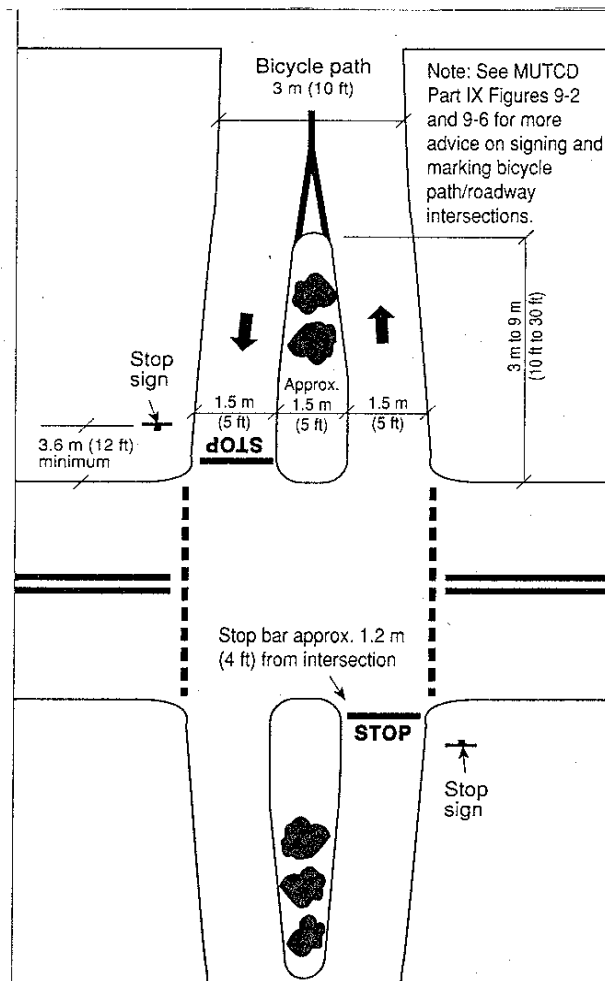 Bicycle path
3 m (10 ft)
Note: See MUTCD
Part IX Figures 9-2
and 9-6 for more
advice on signing and
marking bicycle
path/roadway
intersections.
3 m to 9 m
(10 ft to 30 ft)
Stop
sign
Approx.
1.5 m
(5 ft)
1.5 m
(5 ft)
1.5 m
(5 ft)
3.6 m (12 ft)
minimum
STOP
Stop bar approx. 1.2 m
(4 ft) from intersection
STOP
Stop
sign